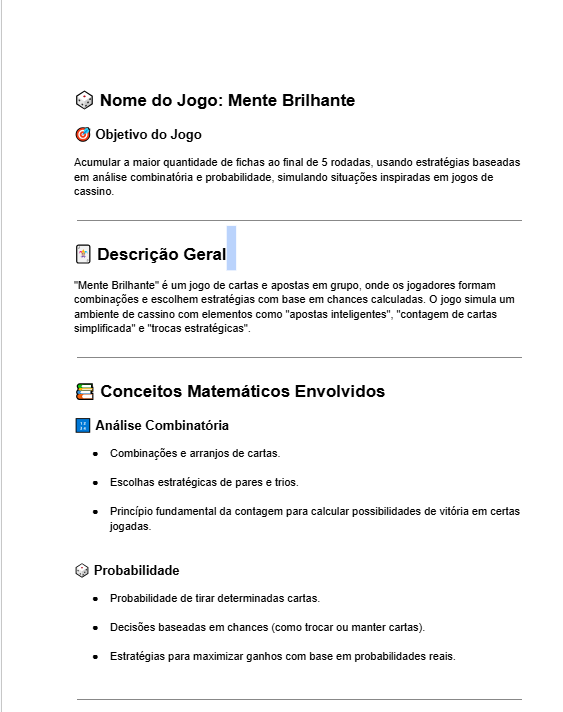 🎲 Nome do Jogo: Mente Brilhante
🎯 Objetivo do Jogo
Acumular a maior quantidade de fichas ao final de 5 rodadas, usando estratégias baseadas
em análise combinatória e probabilidade, simulando situações inspiradas em jogos de
cassino.
🃏 Descrição Geral
"Mente Brilhante" é um jogo de cartas e apostas em grupo, onde os jogadores formam
combinações e escolhem estratégias com base em chances calculadas. O jogo simula um
ambiente de cassino com elementos como "apostas inteligentes", "contagem de cartas
simplificada" e "trocas estratégicas".
📚 Conceitos Matemáticos Envolvidos
🔢 Análise Combinatória
● Combinações e arranjos de cartas.
● Escolhas estratégicas de pares e trios.
● Princípio fundamental da contagem para calcular possibilidades de vitória em certas
jogadas.
🎲 Probabilidade
● Probabilidade de tirar determinadas cartas.
● Decisões baseadas em chances (como trocar ou manter cartas).
● Estratégias para maximizar ganhos com base em probabilidades reais.